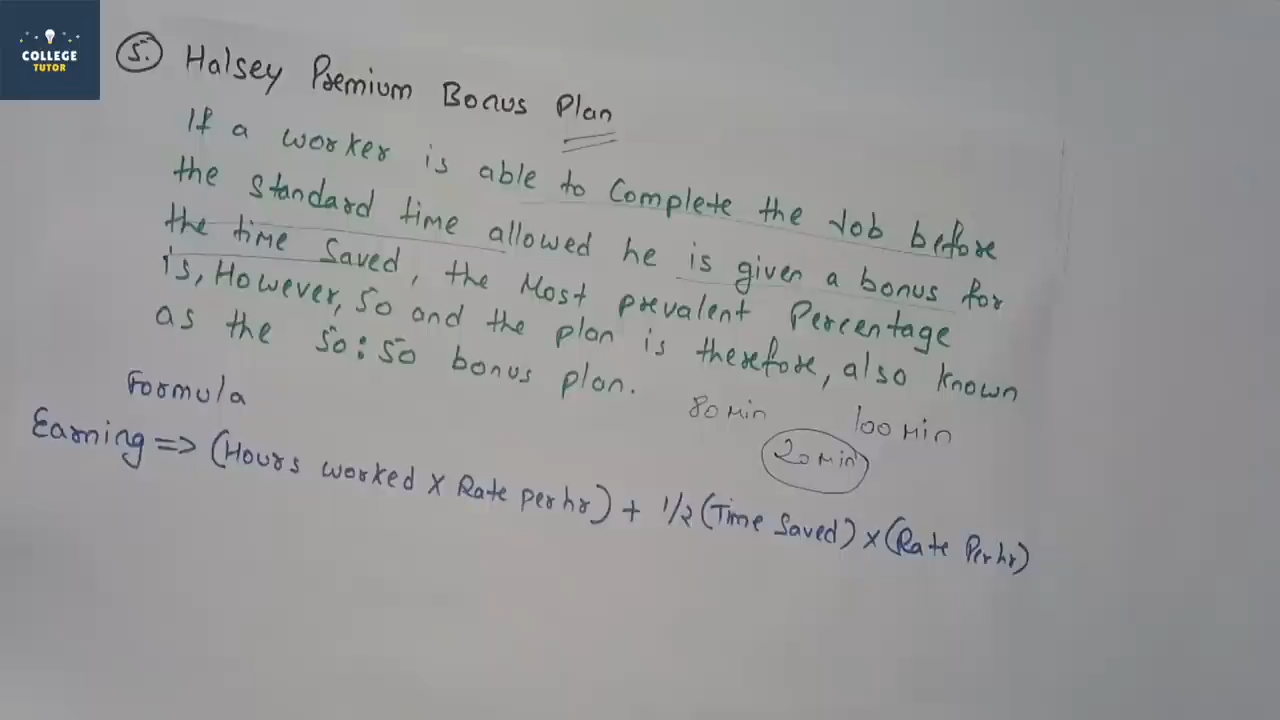 COLLEGE
TUTOR
5. Halsey Premium Bonus Plan
If a worker is able to Complete the Job before
the standard time allowed he is given a bonus for
the time saved, the Most prevalent Percentage
is, However, 50 and the plan is therefore, also known
as the 50:50 bonus plan.
80 Min 100 Min
20 Min
Formula
Earning => (Hours worked X Rate per hr) + 1/2 (Time Saved) x (Rate Per hr)